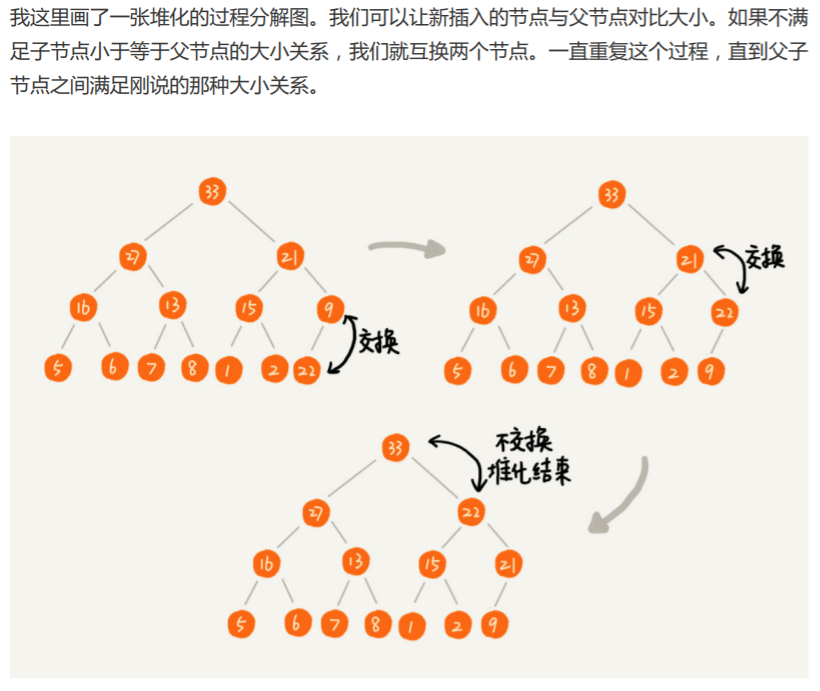 我这里画了一张堆化的过程分解图。我们可以让新插入的节点与父节点对比大小。如果不满
足子节点小于等于父节点的大小关系，我们就互换两个节点。一直重复这个过程，直到父子
节点之间满足刚说的那种大小关系。
33
27 21
16 13 15 9
交换
5 6 7 8 1 2 22
33
27 21
交换
16 13 15 22
5 6 7 8 1 2 9
33
不交换
堆化结束
27 22
16 13 15 21
5 6 7 8 1 2 9